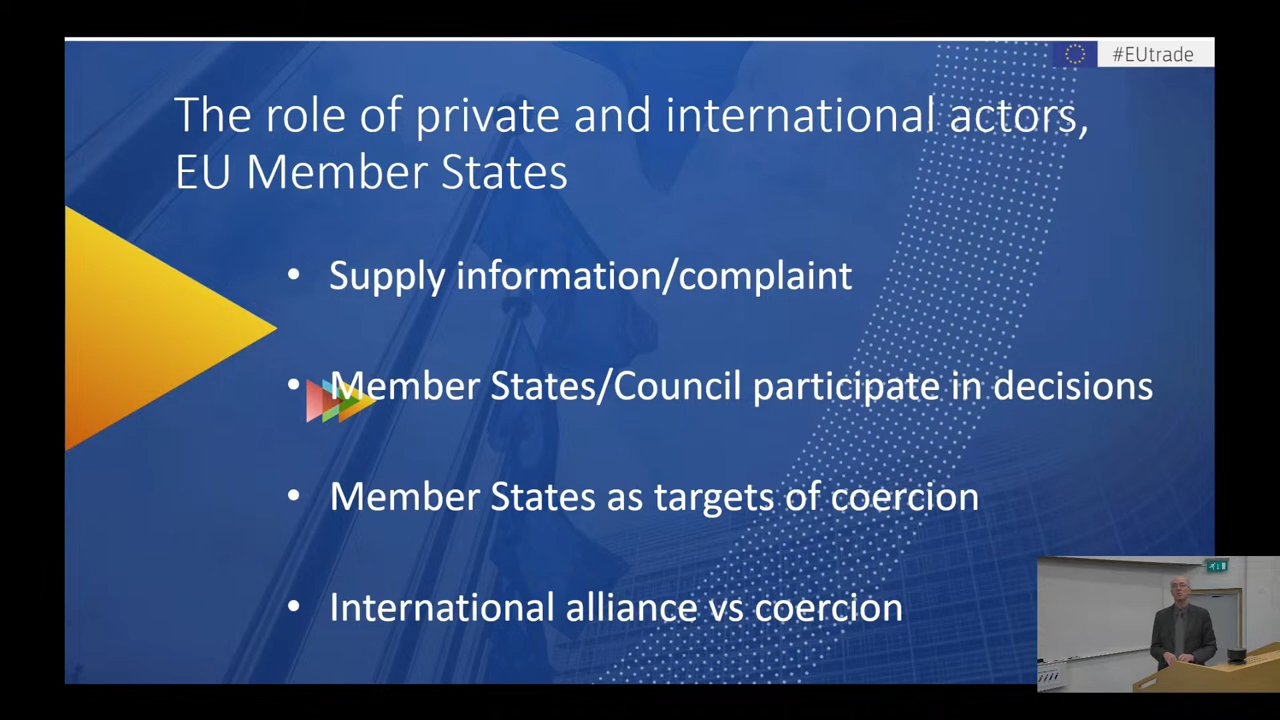 #EUtrade
The role of private and international actors,
EU Member States
• Supply information/complaint
• Member States/Council participate in decisions
• Member States as targets of coercion
• International alliance vs coercion